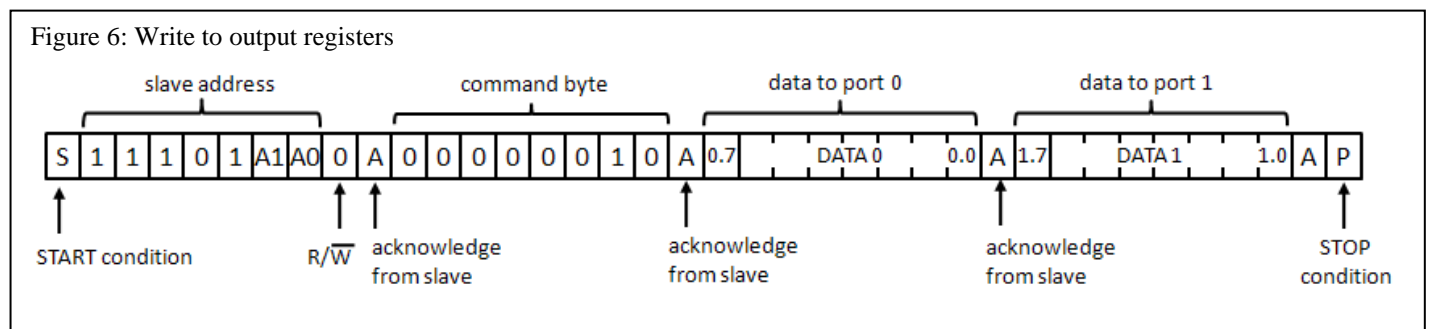 Figure 6: Write to output registers
slave address command byte data to port 0 data to port 1
S 1 1 1 0 1 A1 A0 0 A 0 0 0 0 0 0 1 0 A 0.7 DATA 0 0.0 A 1.7 DATA 1 1.0 A P
START condition R/W̅ acknowledge acknowledge acknowledge STOP
from slave from slave from slave condition